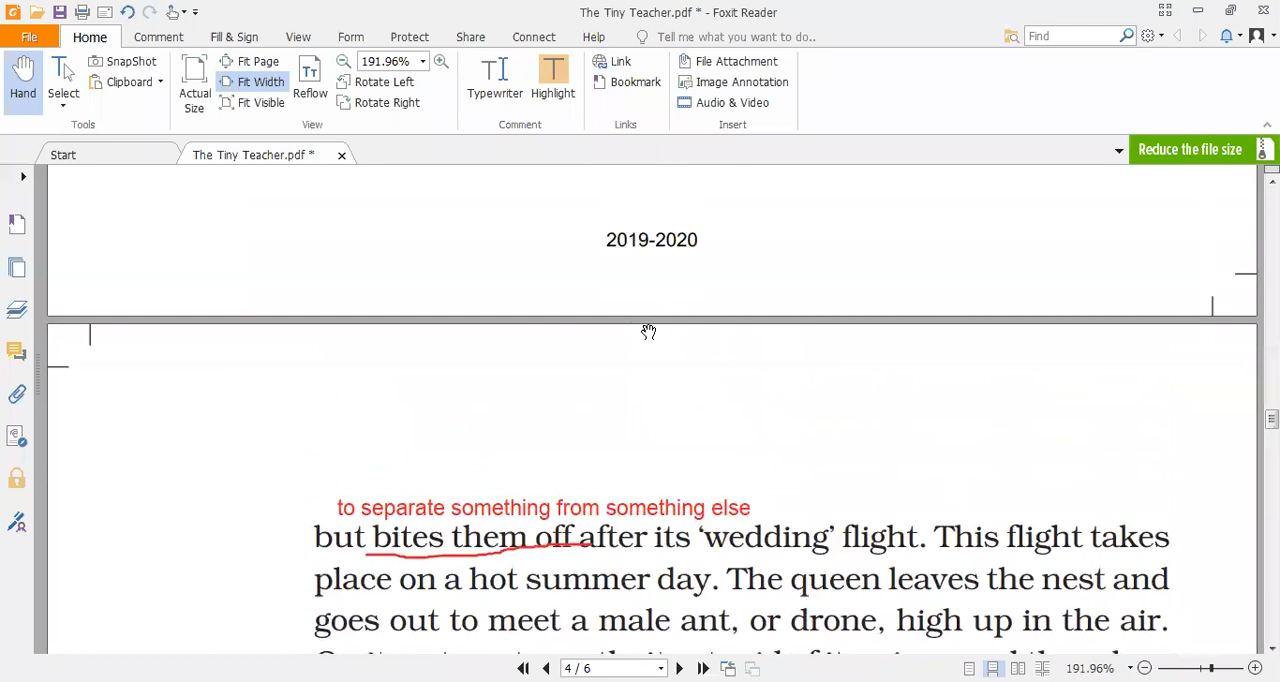 The Tiny Teacher.pdf * - Foxit Reader
File Home Comment Fill & Sign View Form Protect Share Connect Help Tell me what you want to do.. Find
Hand Select SnapShot Clipboard
Tools
Actual Size Fit Page Fit Width Fit Visible Reflow 191.96% Rotate Left Rotate Right
View
Typewriter Highlight
Comment
Link Bookmark
Links
File Attachment Image Annotation Audio & Video
Insert
Start The Tiny Teacher.pdf * Reduce the file size
2019-2020
to separate something from something else
but bites them off after its ‘wedding’ flight. This flight takes
place on a hot summer day. The queen leaves the nest and
goes out to meet a male ant, or drone, high up in the air.
4 / 6 191.96%